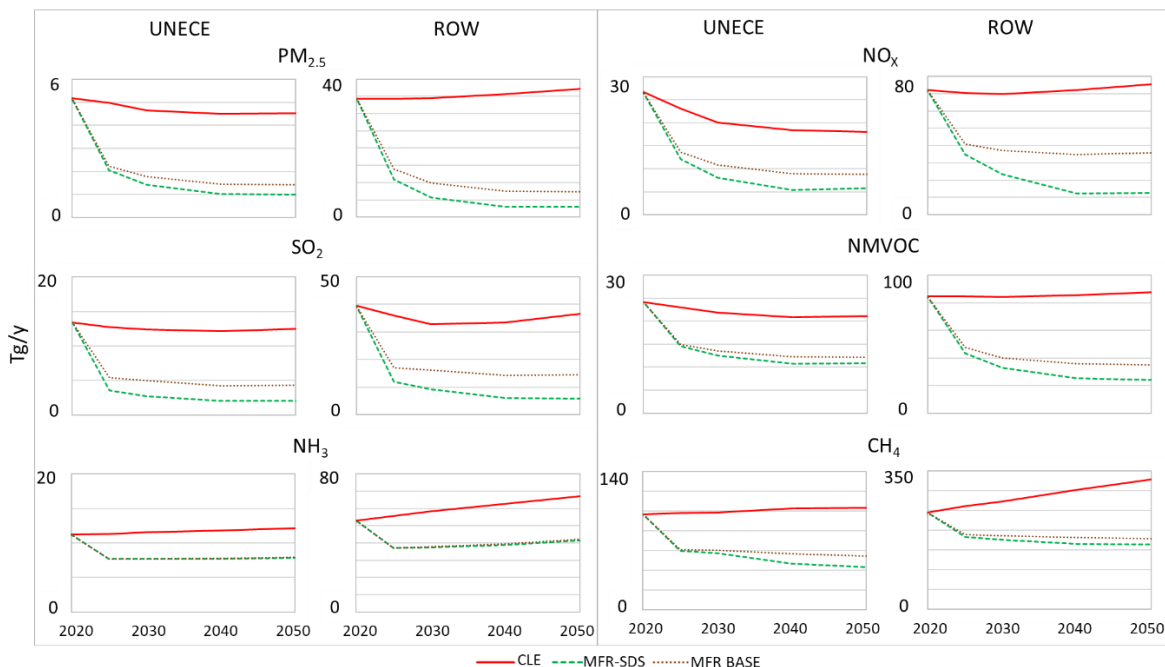 UNECE ROW UNECE ROW
PM2.5 NOX
6 40 30 80
0 0 0 0
SO2 NMVOC
20 50 30 100
Tg/y
0 0 0 0
NH3 CH4
20 80 140 350
0 0 0 0
2020 2030 2040 2050 2020 2030 2040 2050 2020 2030 2040 2050 2020 2030 2040 2050
CLE MFR-SDS MFR BASE